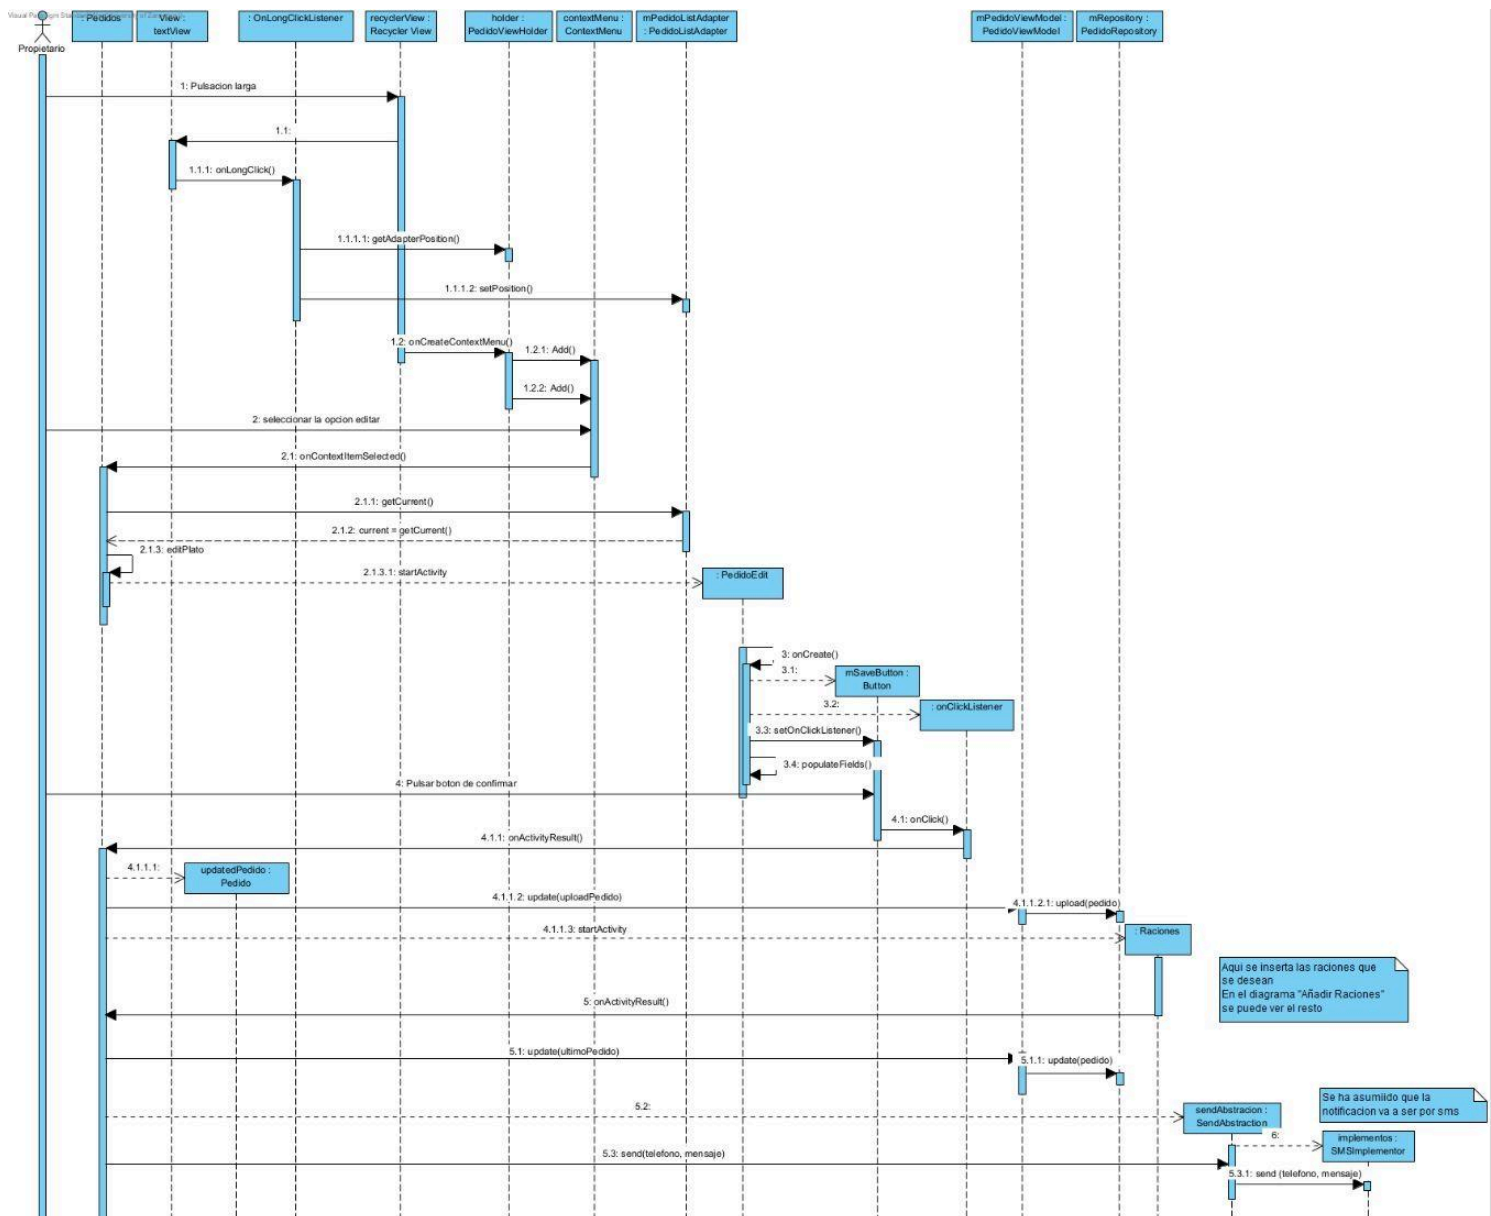 Visual Paradigm Standard
: Pedidos
View :
textView
: OnLongClickListener
recyclerView :
Recycler View
holder :
PedidoViewHolder
contextMenu :
ContextMenu
mPedidoListAdapter
: PedidoListAdapter
mPedidoViewModel :
PedidoViewModel
mRepository :
PedidoRepository
Propietario
1: Pulsacion larga
1.1:
1.1.1: onLongClick()
1.1.1.1: getAdapterPosition()
1.1.1.2: setPosition()
1.2: onCreateContextMenu()
1.2.1: Add()
1.2.2: Add()
2: seleccionar la opcion editar
2.1: onContextItemSelected()
2.1.1: getCurrent()
2.1.2: current = getCurrent()
2.1.3: editPlato
2.1.3.1: startActivity
: PedidoEdit
3: onCreate()
3.1:
mSaveButton :
Button
3.2:
: onClickListener
3.3: setOnClickListener()
3.4: populateFields()
4: Pulsar boton de confirmar
4.1: onClick()
4.1.1: onActivityResult()
4.1.1.1:
updatedPedido :
Pedido
4.1.1.2: update(uploadPedido)
4.1.1.2.1: upload(pedido)
4.1.1.3: startActivity
: Raciones
Aqui se inserta las raciones que
se desean
En el diagrama "Añadir Raciones"
se puede ver el resto
5: onActivityResult()
5.1: update(ultimoPedido)
5.1.1: update(pedido)
5.2:
sendAbstracion :
SendAbstraction
Se ha asumiido que la
notificacion va a ser por sms
6:
implementos :
SMSImplementor
5.3: send(telefono, mensaje)
5.3.1: send (telefono, mensaje)